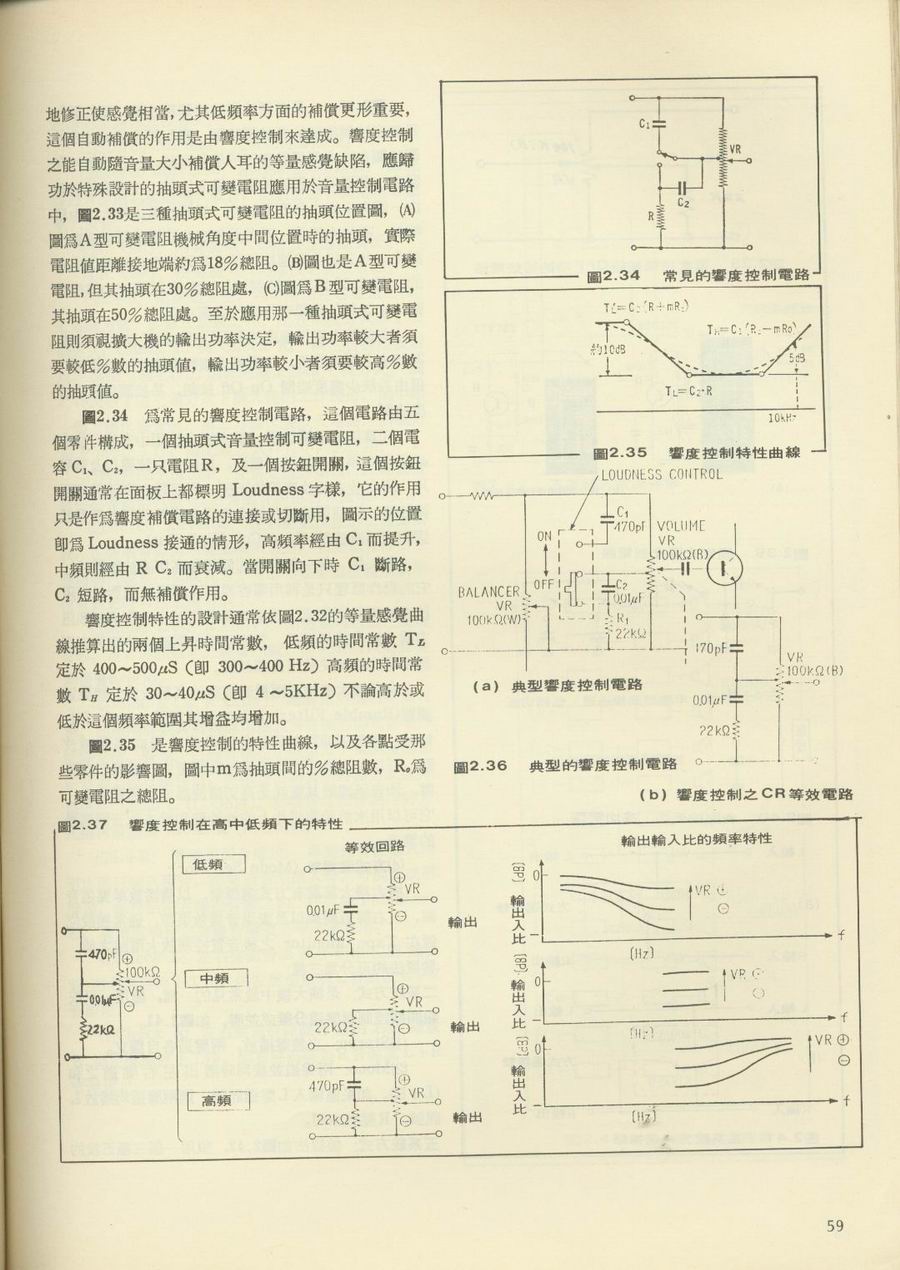 地修正使感覺相當,尤其低頻率方面的補償更形重要,
這個自動補償的作用是由響度控制來達成。響度控制
之能自動隨音量大小補償人耳的等量感覺缺陷，應歸
功於特殊設計的抽頭式可變電阻應用於音量控制電路
中，圖2.33是三種抽頭式可變電阻的抽頭位置圖，(A)
圖爲A型可變電阻機械角度中間位置時的抽頭，實際
電阻值距離接地端約爲18%總阻。(B)圖也是A型可變
電阻,但其抽頭在30%總阻處，(C)圖爲B型可變電阻,
其抽頭在50%總阻處。至於應用那一種抽頭式可變電
阻則須視擴大機的輸出功率決定，輸出功率較大者須
要較低%數的抽頭値，輸出功率較小者須要較高%數
的抽頭値。
圖2.34 爲常見的響度控制電路，這個電路由五
個零件構成，一個抽頭式音量控制可變電阻，二個電
容C₁、C₂，一只電阻R，及一個按鈕開關，這個按鈕
開關通常在面板上都標明 Loudness 字樣，它的作用
只是作爲響度補償電路的連接或切斷用，圖示的位置
卽爲 Loudness 接通的情形，高頻率經由 C₁ 而提升，
中頻則經由 R C₂ 而衰減。當開關向下時 C₁ 斷路，
C₂ 短路，而無補償作用。
響度控制特性的設計通常依圖2.32的等量感覺曲
線推算出的兩個上昇時間常數， 低頻的時間常數 T_L
定於 400～500μS（卽 300～400 Hz）高頻的時間常
數 T_H 定於 30～40μS（卽 4 ～5KHz）不論高於或
低於這個頻率範圍其增益均增加。
圖2.35 是響度控制的特性曲線，以及各點受那
些零件的影響圖，圖中m爲抽頭間的%總阻數，R₀爲
可變電阻之總阻。
C₁
VR
C₂
R
圖2.34 常見的響度控制電路
約10dB
5dB
T_L=C₂·R
10kHz
圖2.35 響度控制特性曲線
LOUDNESS CONTROL
C₁
470pF
ON
OFF
VOLUME
VR
100kΩ(B)
BALANCER
VR
100kΩ(W)
C₂
0.01μF
R₁
22kΩ
(a) 典型響度控制電路
470pF
VR
100kΩ(B)
0.01μF
22kΩ
圖2.36 典型的響度控制電路
(b) 響度控制之CR等效電路
圖2.37 響度控制在高中低頻下的特性
等效回路
輸出輸入比的頻率特性
470pF
⊕
100kΩ
VR
0.01μF
⊖
22kΩ
低頻
⊕
VR
0.01μF
⊖
22kΩ
輸出
輸出入比
0
VR ⊕
⊖
f
(Hz)
中頻
⊕
VR
22kΩ
⊖
輸出
輸出入比
0
VR
f
(Hz)
高頻
470pF
⊕
VR
22kΩ
⊖
輸出
輸出入比
0
VR ⊕
⊖
f
(Hz)
59